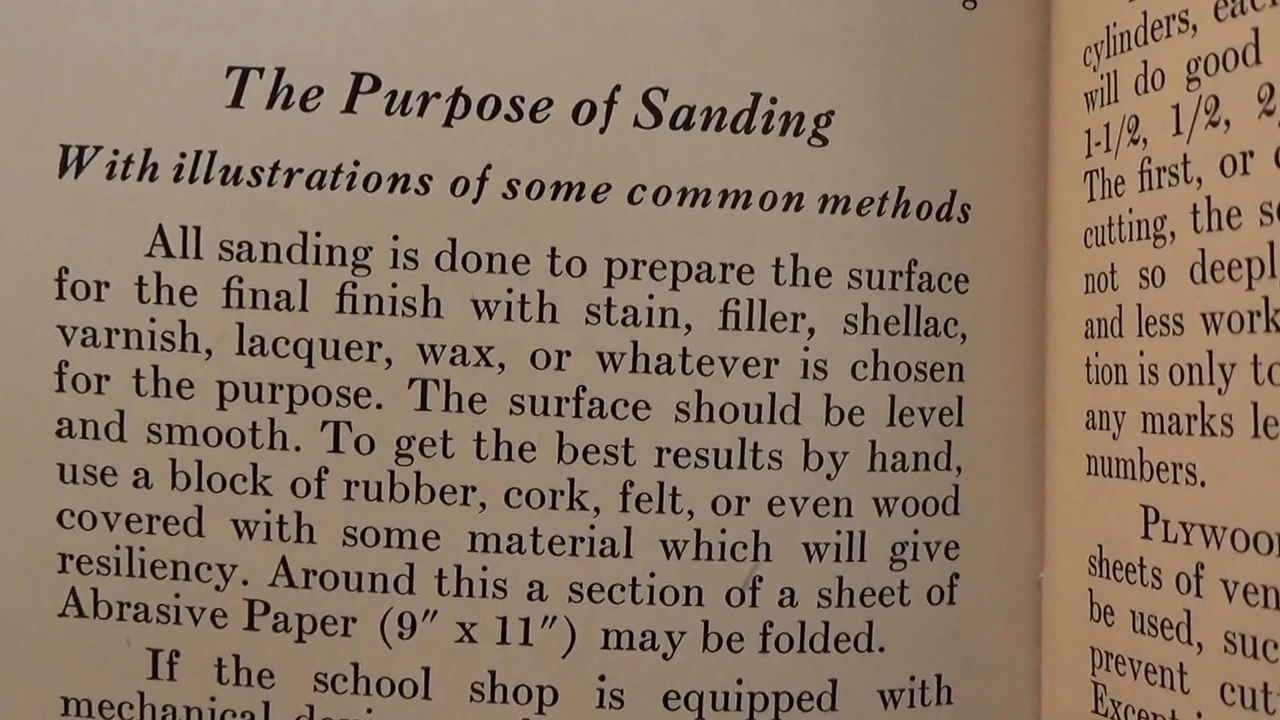 The Purpose of Sanding
With illustrations of some common methods
All sanding is done to prepare the surface
for the final finish with stain, filler, shellac,
varnish, lacquer, wax, or whatever is chosen
for the purpose. The surface should be level
and smooth. To get the best results by hand,
use a block of rubber, cork, felt, or even wood
covered with some material which will give
resiliency. Around this a section of a sheet of
Abrasive Paper (9″ x 11″) may be folded.
If the school shop is equipped with
mechanical
cylinders,
will do good
1-1/2, 1/2, 2,
The first, or
cutting, the
not so
and less work
tion is only to
any marks
numbers.
sheets of
be used,
prevent